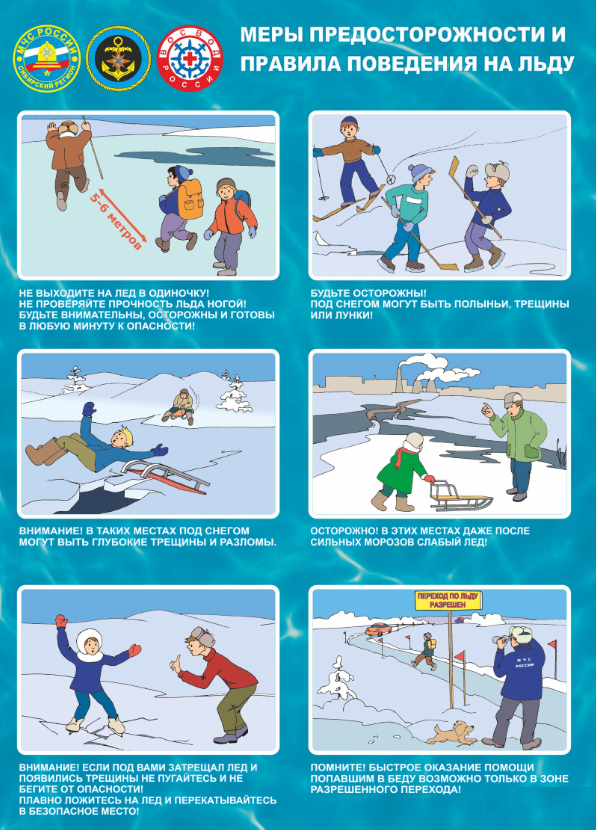 МЧС РОССИИ
СИБИРСКИЙ РЕГИОН
ВОСВОД
РОССИИ
МЕРЫ ПРЕДОСТОРОЖНОСТИ И
ПРАВИЛА ПОВЕДЕНИЯ НА ЛЬДУ
5-6 метров
НЕ ВЫХОДИТЕ НА ЛЕД В ОДИНОЧКУ!
НЕ ПРОВЕРЯЙТЕ ПРОЧНОСТЬ ЛЬДА НОГОЙ!
БУДЬТЕ ВНИМАТЕЛЬНЫ, ОСТОРОЖНЫ И ГОТОВЫ
В ЛЮБУЮ МИНУТУ К ОПАСНОСТИ!
БУДЬТЕ ОСТОРОЖНЫ!
ПОД СНЕГОМ МОГУТ БЫТЬ ПОЛЫНЬИ, ТРЕЩИНЫ
ИЛИ ЛУНКИ!
ВНИМАНИЕ! В ТАКИХ МЕСТАХ ПОД СНЕГОМ
МОГУТ ВЫТЬ ГЛУБОКИЕ ТРЕЩИНЫ И РАЗЛОМЫ.
ОСТОРОЖНО! В ЭТИХ МЕСТАХ ДАЖЕ ПОСЛЕ
СИЛЬНЫХ МОРОЗОВ СЛАБЫЙ ЛЕД!
ПЕРЕХОД ПО ЛЬДУ
РАЗРЕШЕН
МЧС
РОССИИ
ВНИМАНИЕ! ЕСЛИ ПОД ВАМИ ЗАТРЕЩАЛ ЛЕД И
ПОЯВИЛИСЬ ТРЕЩИНЫ НЕ ПУГАЙТЕСЬ И НЕ
БЕГИТЕ ОТ ОПАСНОСТИ!
ПЛАВНО ЛОЖИТЕСЬ НА ЛЕД И ПЕРЕКАТЫВАЙТЕСЬ
В БЕЗОПАСНОЕ МЕСТО!
ПОМНИТЕ! БЫСТРОЕ ОКАЗАНИЕ ПОМОЩИ
ПОПАВШИМ В БЕДУ ВОЗМОЖНО ТОЛЬКО В ЗОНЕ
РАЗРЕШЕННОГО ПЕРЕХОДА!